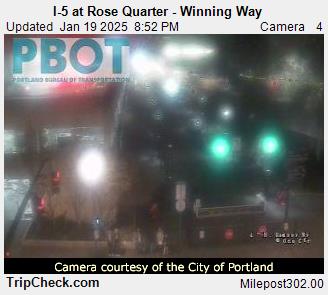 I-5 at Rose Quarter - Winning Way
Updated  Jan 19 2025  8:52 PM
Camera   4
PBOT
PORTLAND BUREAU OF TRANSPORTATION
Camera courtesy of the City of Portland
TripCheck.com
Milepost302.00